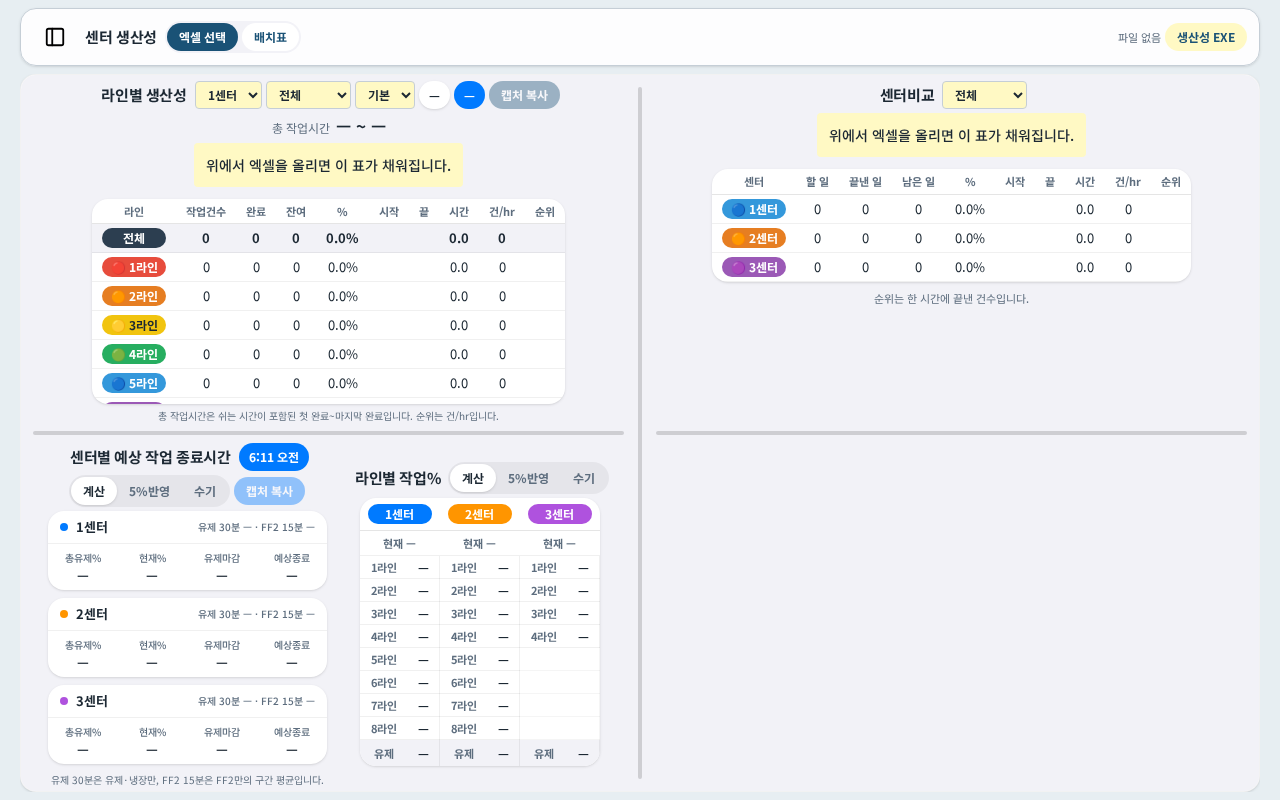 센터 생산성 엑셀 선택 배치표 파일 없음 생산성 EXE
라인별 생산성 1센터 전체 기본 — — 캡처 복사
총 작업시간 — ~ —
위에서 엑셀을 올리면 이 표가 채워집니다.
라인 작업건수 완료 잔여 % 시작 끝 시간 건/hr 순위
전체 0 0 0 0.0% 0.0 0
1라인 0 0 0 0.0% 0.0 0
2라인 0 0 0 0.0% 0.0 0
3라인 0 0 0 0.0% 0.0 0
4라인 0 0 0 0.0% 0.0 0
5라인 0 0 0 0.0% 0.0 0
총 작업시간은 쉬는 시간이 포함된 첫 완료~마지막 완료입니다. 순위는 건/hr입니다.
센터비교 전체
위에서 엑셀을 올리면 이 표가 채워집니다.
센터 할 일 끝낸 일 남은 일 % 시작 끝 시간 건/hr 순위
1센터 0 0 0 0.0% 0.0 0
2센터 0 0 0 0.0% 0.0 0
3센터 0 0 0 0.0% 0.0 0
순위는 한 시간에 끝낸 건수입니다.
센터별 예상 작업 종료시간 6:11 오전
계산 5%반영 수기 캡처 복사
1센터 유제 30분 — · FF2 15분 —
총유제% 현재% 유제마감 예상종료
— — — —
2센터 유제 30분 — · FF2 15분 —
총유제% 현재% 유제마감 예상종료
— — — —
3센터 유제 30분 — · FF2 15분 —
총유제% 현재% 유제마감 예상종료
— — — —
유제 30분은 유제·냉장만, FF2 15분은 FF2만의 구간 평균입니다.
라인별 작업% 계산 5%반영 수기
1센터 2센터 3센터
현재 — 현재 — 현재 —
1라인 — 1라인 — 1라인 —
2라인 — 2라인 — 2라인 —
3라인 — 3라인 — 3라인 —
4라인 — 4라인 — 4라인 —
5라인 — 5라인 —
6라인 — 6라인 —
7라인 — 7라인 —
8라인 — 8라인 —
유제 — 유제 — 유제 —